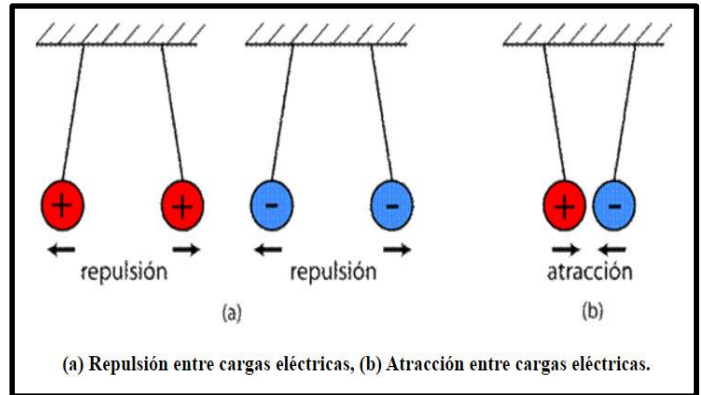 + + - - + -
repulsión repulsión atracción
(a) (b)
(a) Repulsión entre cargas eléctricas, (b) Atracción entre cargas eléctricas.